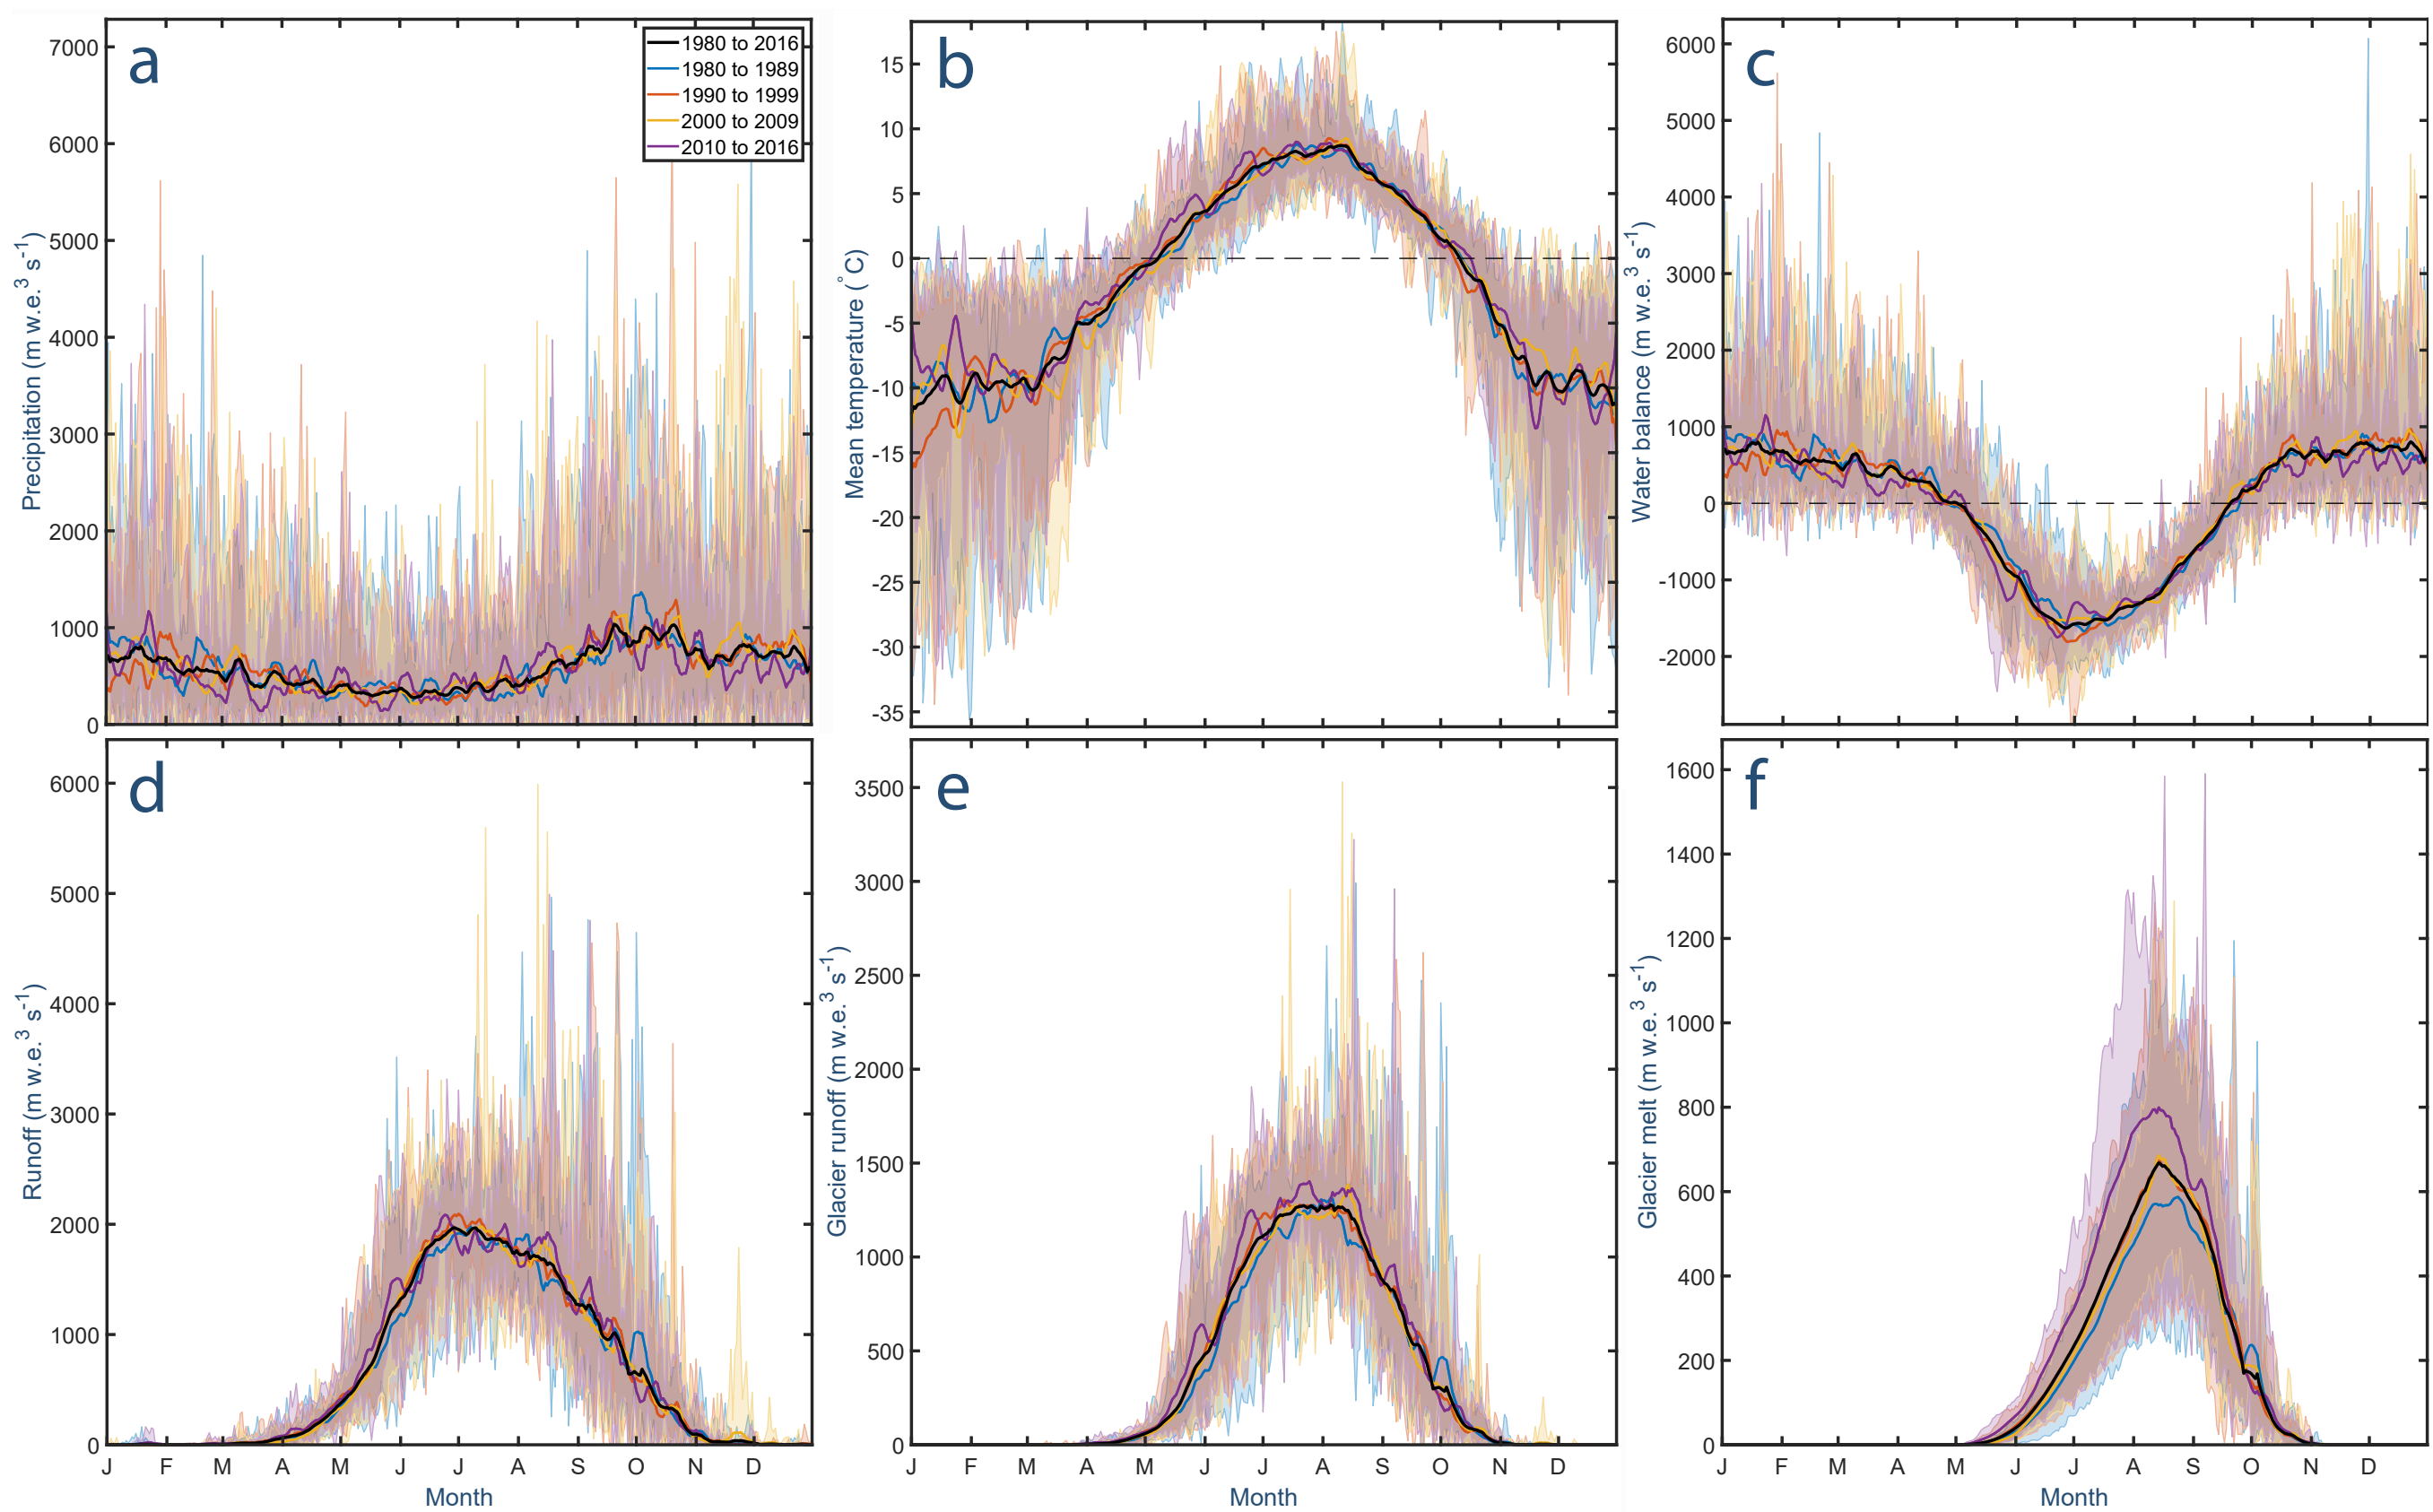 a
1980 to 2016
1980 to 1989
1990 to 1999
2000 to 2009
2010 to 2016
7000
6000
5000
4000
3000
2000
1000
0
Precipitation (m w.e.³ s⁻¹)
b
15
10
5
0
-5
-10
-15
-20
-25
-30
-35
Mean temperature (° C)
c
6000
5000
4000
3000
2000
1000
0
-1000
-2000
Water balance (m w.e.³ s⁻¹)
d
6000
5000
4000
3000
2000
1000
0
Runoff (m w.e.³ s⁻¹)
J F M A M J J A S O N D
Month
e
3500
3000
2500
2000
1500
1000
500
0
Glacier runoff (m w.e.³ s⁻¹)
J F M A M J J A S O N D
Month
f
1600
1400
1200
1000
800
600
400
200
0
Glacier melt (m w.e.³ s⁻¹)
J F M A M J J A S O N D
Month